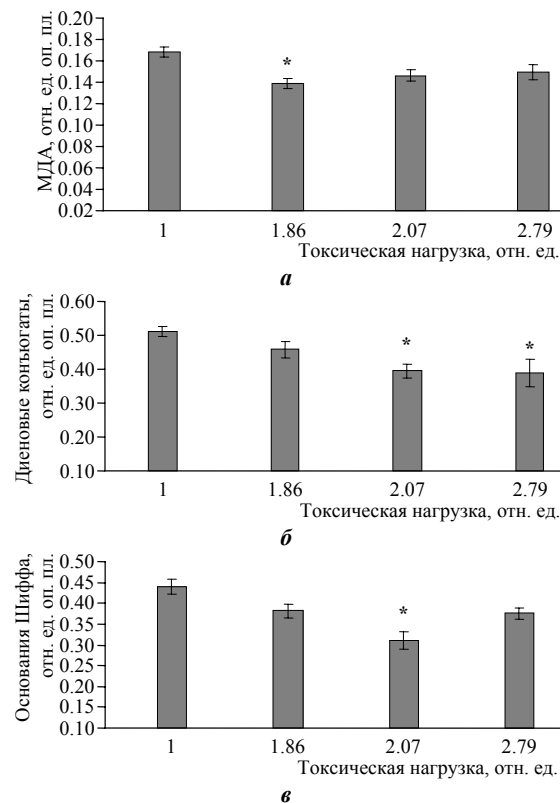 МДА, отн. ед. оп. пл.
0.20
0.18
0.16
0.14
0.12
0.10
0.08
0.06
0.04
0.02
*
1 1.86 2.07 2.79
Токсическая нагрузка, отн. ед.
а
Диеновые конъюгаты,
отн. ед. оп. пл.
0.60
0.50
0.40
0.30
0.20
0.10
* *
1 1.86 2.07 2.79
Токсическая нагрузка, отн. ед.
б
Основания Шиффа,
отн. ед. оп. пл.
0.50
0.45
0.40
0.35
0.30
0.25
0.20
0.15
0.10
*
1 1.86 2.07 2.79
Токсическая нагрузка, отн. ед.
в